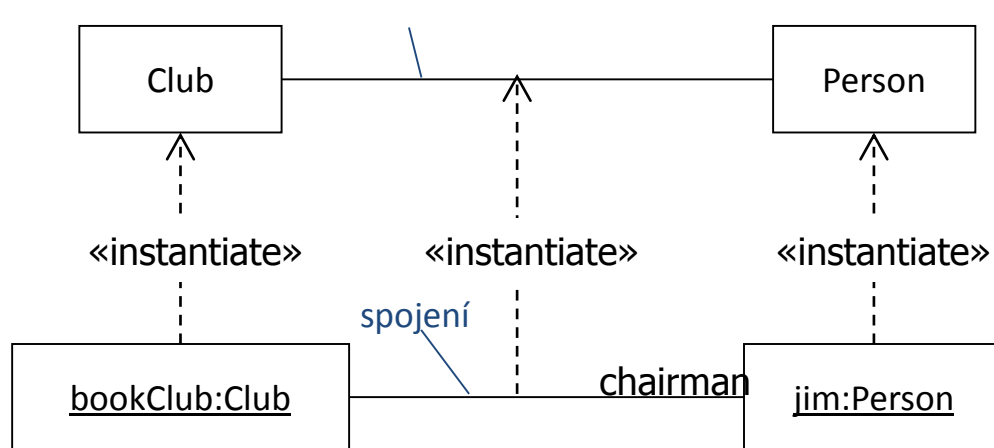 Club
Person
«instantiate»
«instantiate»
«instantiate»
spojení
chairman
bookClub:Club
jim:Person